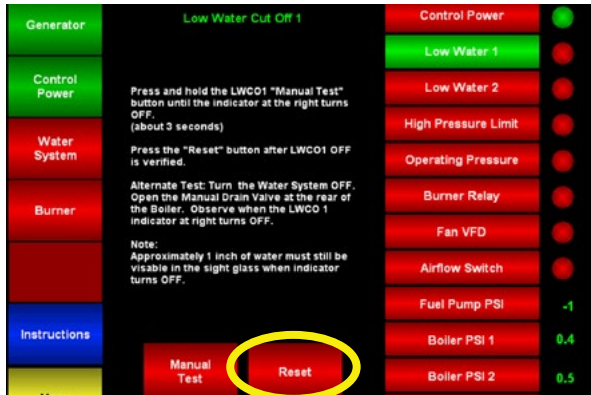 Generator
Control
Power
Water
System
Burner
Instructions
Low Water Cut Off 1
Press and hold the LWCO1 "Manual Test"
button until the indicator at the right turns
OFF.
(about 3 seconds)
Press the "Reset" button after LWCO1 OFF
is verified.
Alternate Test: Turn the Water System OFF.
Open the Manual Drain Valve at the rear of
the Boiler. Observe when the LWCO 1
indicator at right turns OFF.
Note:
Approximately 1 inch of water must still be
visable in the sight glass when indicator
turns OFF.
Manual
Test
Reset
Control Power
Low Water 1
Low Water 2
High Pressure Limit
Operating Pressure
Burner Relay
Fan VFD
Airflow Switch
Fuel Pump PSI -1
Boiler PSI 1 0.4
Boiler PSI 2 0.5